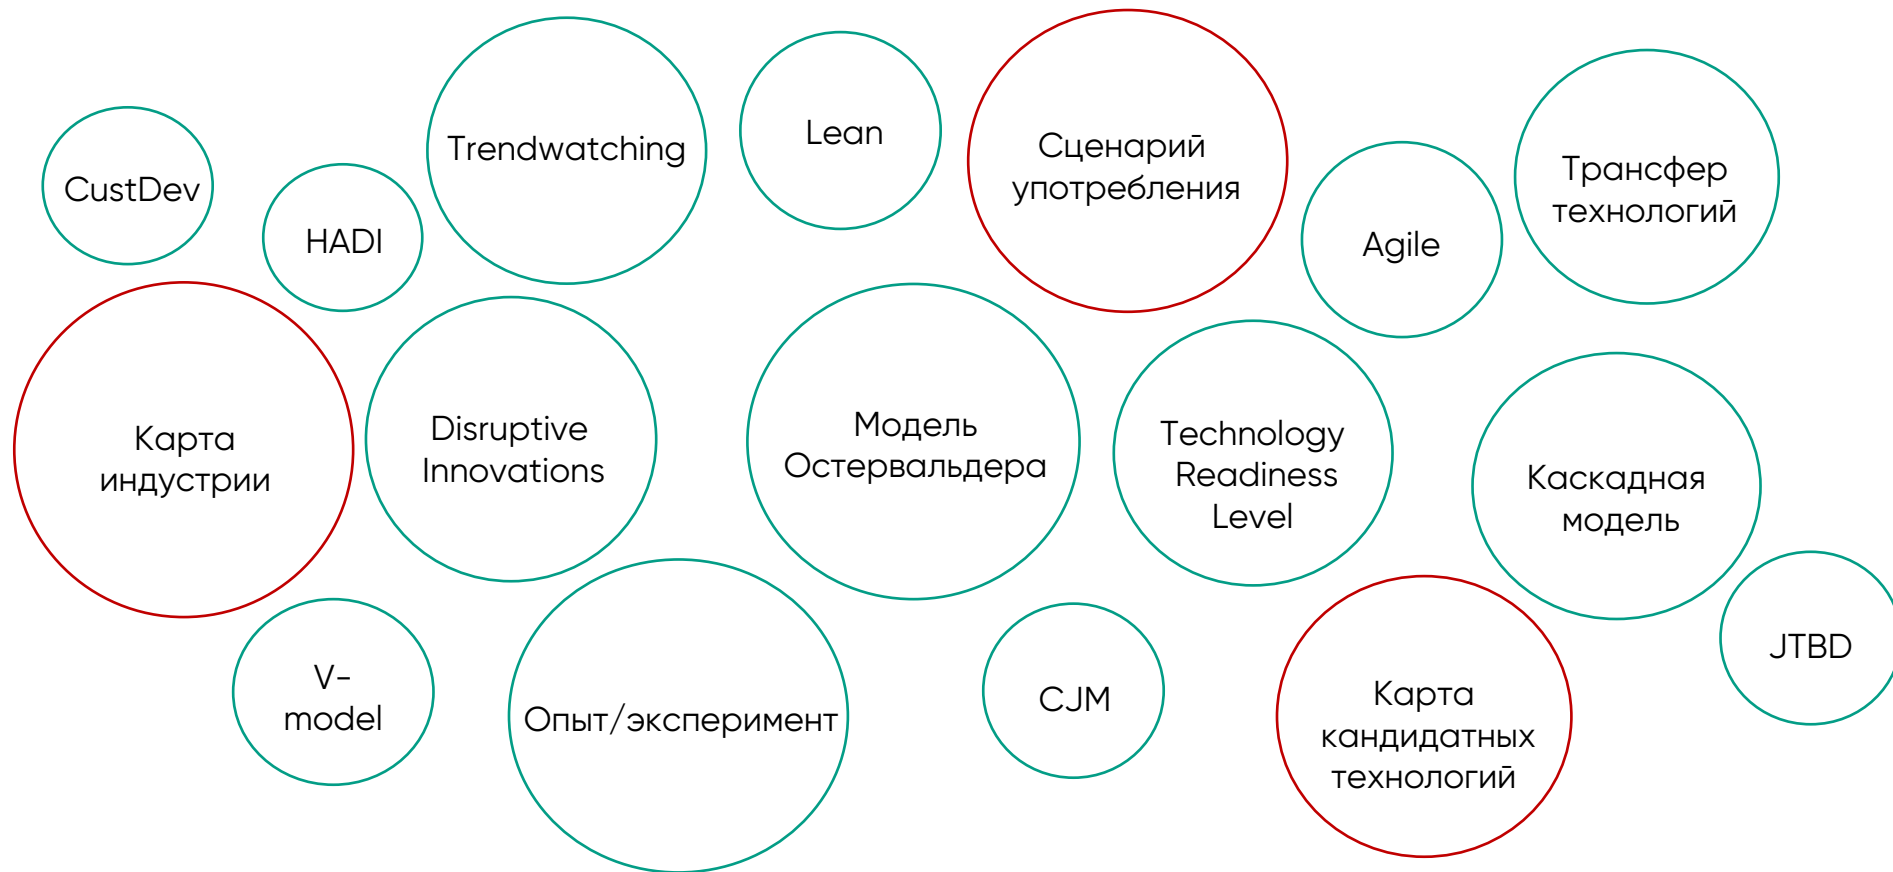 CustDev
HADI
Trendwatching
Lean
Сценарий
употребления
Agile
Трансфер
технологий
Карта
индустрии
Disruptive
Innovations
Модель
Остервальдера
Technology
Readiness
Level
Каскадная
модель
V-
model
Опыт/эксперимент
CJM
Карта
кандидатных
технологий
JTBD